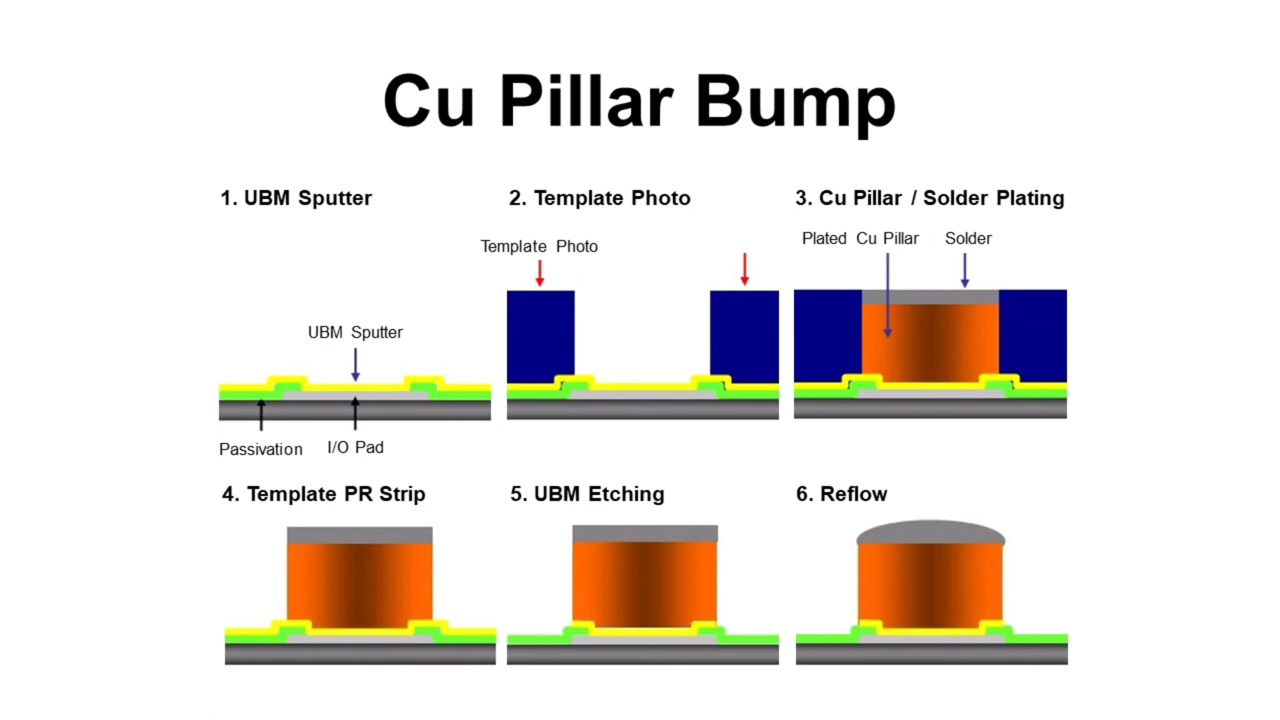 Cu Pillar Bump
1. UBM Sputter
2. Template Photo
3. Cu Pillar / Solder Plating
Template Photo
Plated Cu Pillar
Solder
UBM Sputter
Passivation
I/O Pad
4. Template PR Strip
5. UBM Etching
6. Reflow